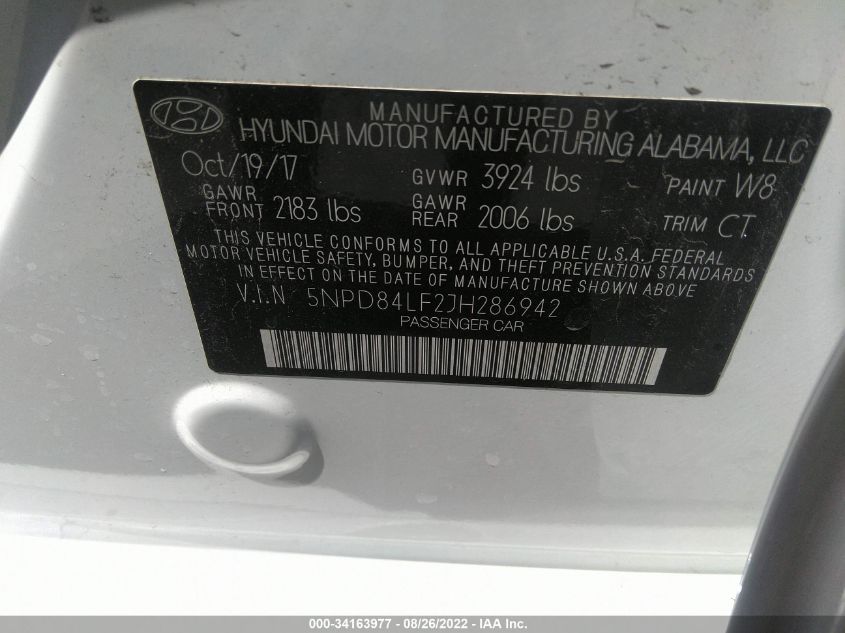 MANUFACTURED BY
HYUNDAI MOTOR MANUFACTURING ALABAMA, LLC
Oct/19/17 GVWR 3924 lbs PAINT W8
GAWR FRONT 2183 lbs GAWR REAR 2006 lbs TRIM CT
THIS VEHICLE CONFORMS TO ALL APPLICABLE U.S.A. FEDERAL
MOTOR VEHICLE SAFETY, BUMPER, AND THEFT PREVENTION STANDARDS
IN EFFECT ON THE DATE OF MANUFACTURE SHOWN ABOVE
V.I.N 5NPD84LF2JH286942
PASSENGER CAR
000-34163977 - 08/26/2022 - IAA Inc.